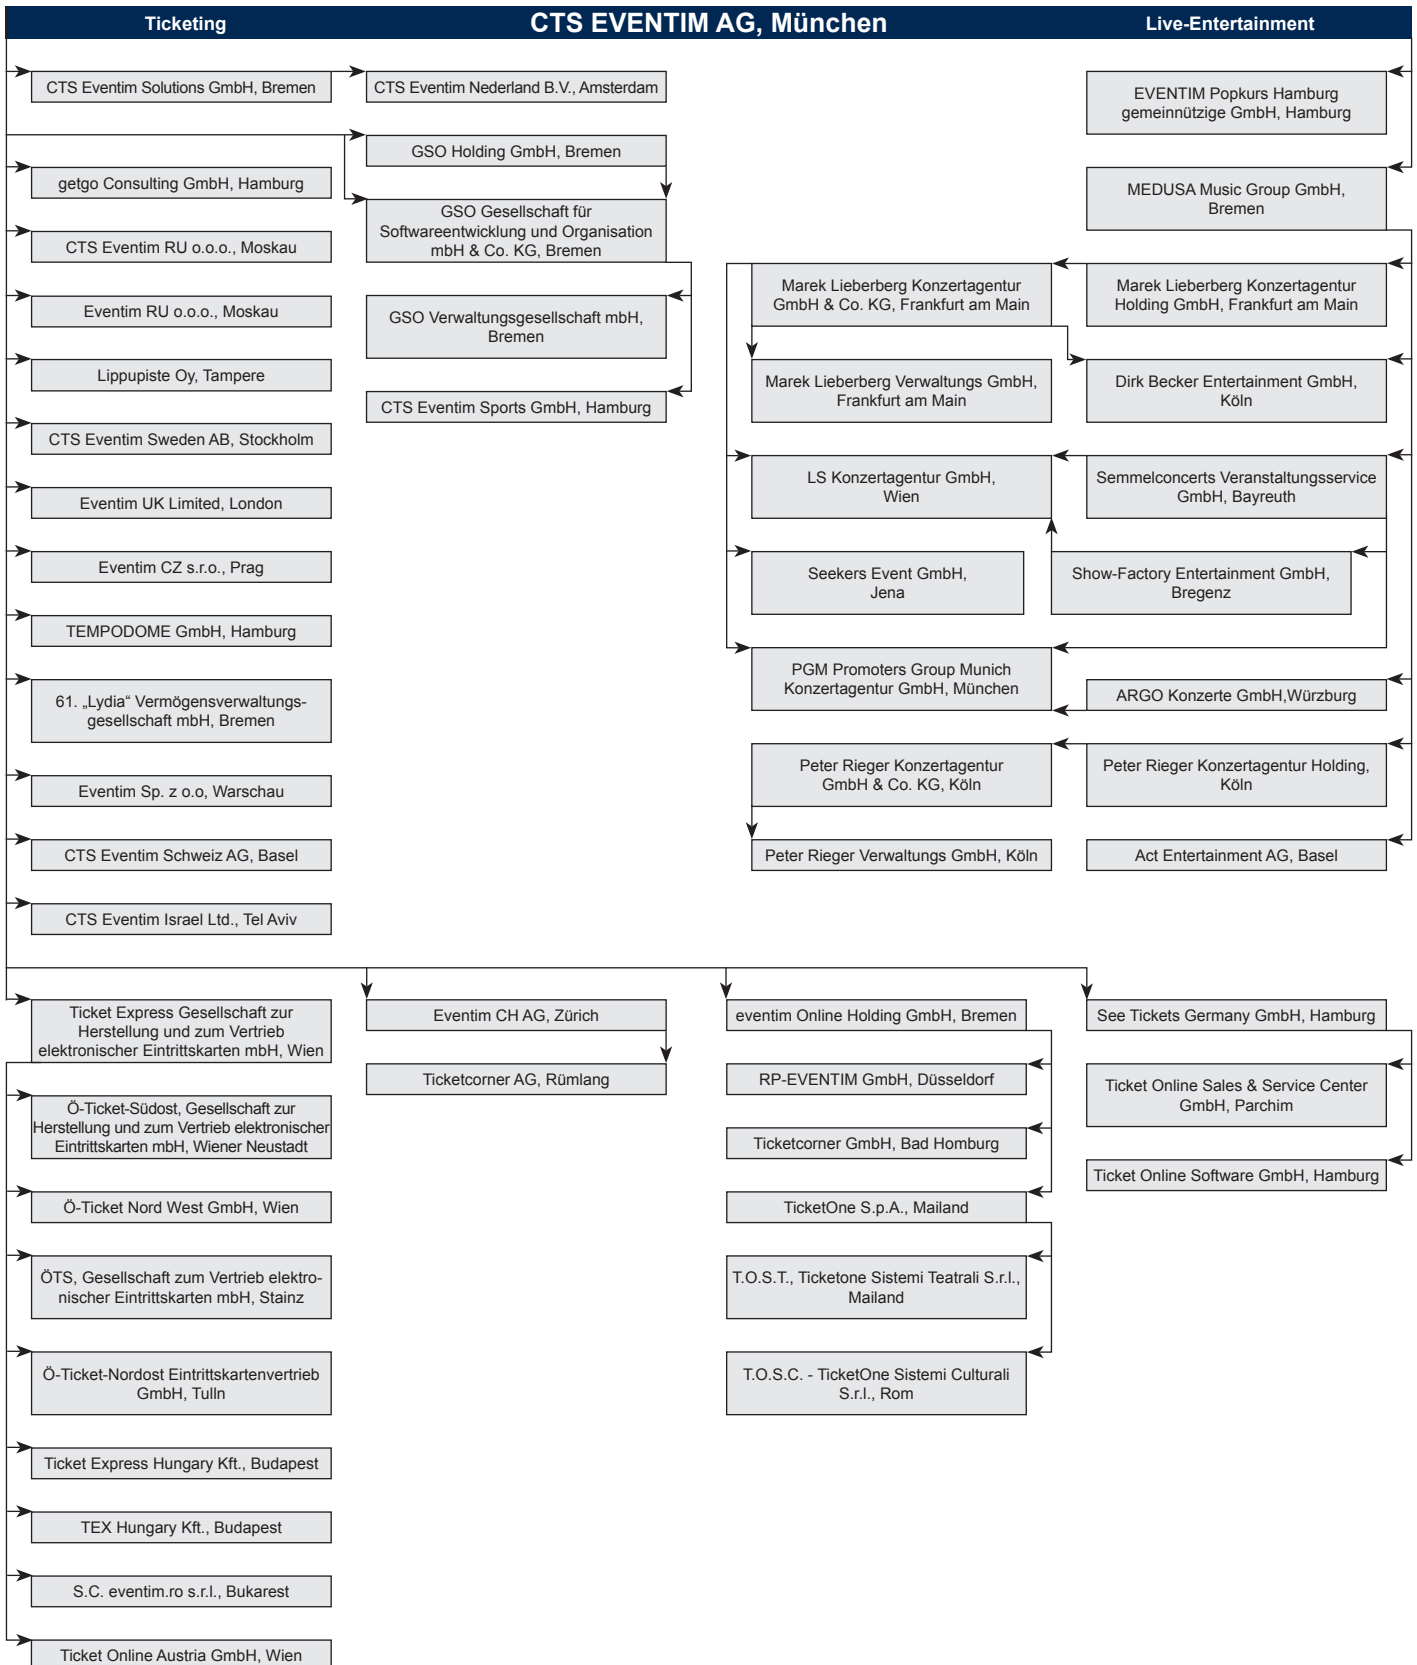 Ticketing
CTS EVENTIM AG, München
Live-Entertainment
CTS Eventim Solutions GmbH, Bremen
CTS Eventim Nederland B.V., Amsterdam
EVENTIM Popkurs Hamburg
gemeinnützige GmbH, Hamburg
GSO Holding GmbH, Bremen
getgo Consulting GmbH, Hamburg
MEDUSA Music Group GmbH,
Bremen
GSO Gesellschaft für
Softwareentwicklung und Organisation
mbH & Co. KG, Bremen
CTS Eventim RU o.o.o., Moskau
Marek Lieberberg Konzertagentur
GmbH & Co. KG, Frankfurt am Main
Marek Lieberberg Konzertagentur
Holding GmbH, Frankfurt am Main
Eventim RU o.o.o., Moskau
GSO Verwaltungsgesellschaft mbH,
Bremen
Lippupiste Oy, Tampere
Marek Lieberberg Verwaltungs GmbH,
Frankfurt am Main
Dirk Becker Entertainment GmbH,
Köln
CTS Eventim Sports GmbH, Hamburg
CTS Eventim Sweden AB, Stockholm
LS Konzertagentur GmbH,
Wien
Semmelconcerts Veranstaltungsservice
GmbH, Bayreuth
Eventim UK Limited, London
Eventim CZ s.r.o., Prag
Seekers Event GmbH,
Jena
Show-Factory Entertainment GmbH,
Bregenz
TEMPODOME GmbH, Hamburg
PGM Promoters Group Munich
Konzertagentur GmbH, München
61. „Lydia“ Vermögensverwaltungs-
gesellschaft mbH, Bremen
ARGO Konzerte GmbH,Würzburg
Eventim Sp. z o.o, Warschau
Peter Rieger Konzertagentur
GmbH & Co. KG, Köln
Peter Rieger Konzertagentur Holding,
Köln
CTS Eventim Schweiz AG, Basel
Peter Rieger Verwaltungs GmbH, Köln
Act Entertainment AG, Basel
CTS Eventim Israel Ltd., Tel Aviv
Ticket Express Gesellschaft zur
Herstellung und zum Vertrieb
elektronischer Eintrittskarten mbH, Wien
Eventim CH AG, Zürich
eventim Online Holding GmbH, Bremen
See Tickets Germany GmbH, Hamburg
Ticketcorner AG, Rümlang
RP-EVENTIM GmbH, Düsseldorf
Ticket Online Sales & Service Center
GmbH, Parchim
Ö-Ticket-Südost, Gesellschaft zur
Herstellung und zum Vertrieb elektronischer
Eintrittskarten mbH, Wiener Neustadt
Ticketcorner GmbH, Bad Homburg
Ticket Online Software GmbH, Hamburg
Ö-Ticket Nord West GmbH, Wien
TicketOne S.p.A., Mailand
ÖTS, Gesellschaft zum Vertrieb elektro-
nischer Eintrittskarten mbH, Stainz
T.O.S.T., Ticketone Sistemi Teatrali S.r.l.,
Mailand
Ö-Ticket-Nordost Eintrittskartenvertrieb
GmbH, Tulln
T.O.S.C. - TicketOne Sistemi Culturali
S.r.l., Rom
Ticket Express Hungary Kft., Budapest
TEX Hungary Kft., Budapest
S.C. eventim.ro s.r.l., Bukarest
Ticket Online Austria GmbH, Wien